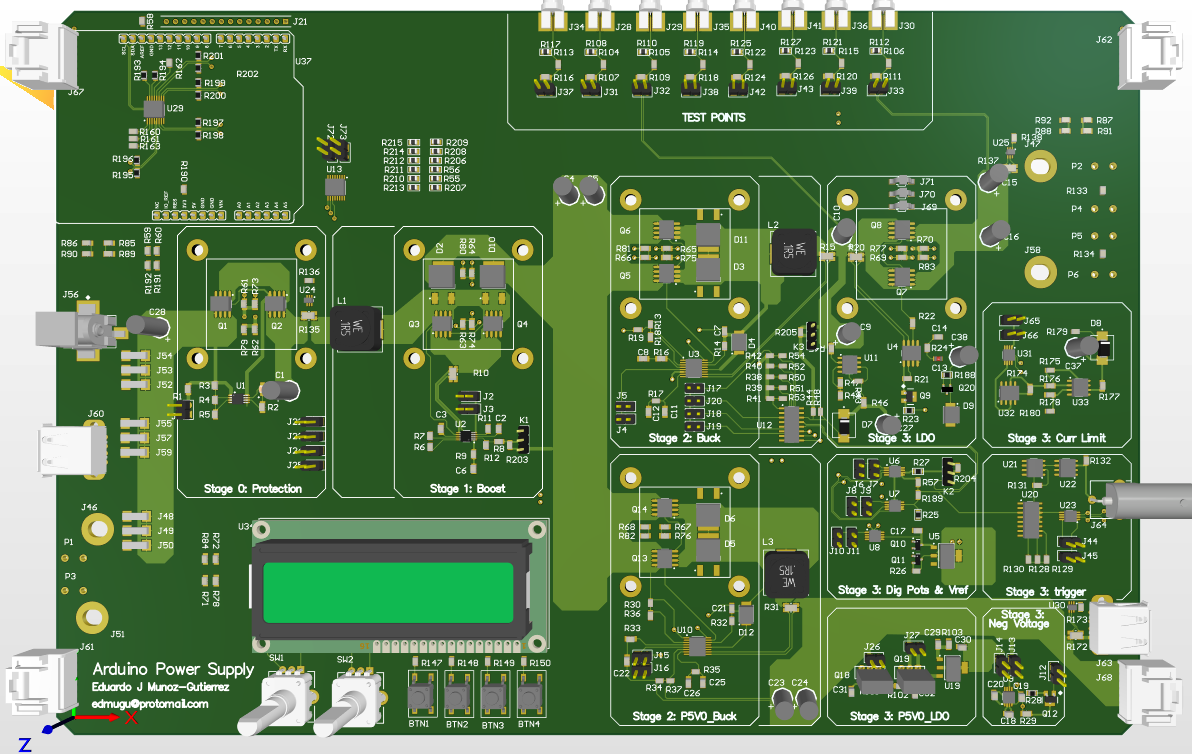 R58
J21
U37
R201
R202
R193
R194
R162
R199
R200
U29
R197
R198
R160
R161
R163
R196
R195
R190
J67
J72
J73
U13
R215 R209
R214 R208
R212 R206
R211 R56
R210 R55
R213 R207
J34 J28 J29 J35 J40 J41 J36 J30
R117 R108 R110 R119 R125 R127 R121 R112
R113 R104 R105 R114 R122 R123 R115 R106
R116 R107 R109 R118 R124 R126 R120 R111
J37 J31 J32 J38 J42 J43 J39 J33
TEST POINTS
J62
R92 R87
R88 R91
R138
U25
J47
R137
P2
R133
P4
P5
R134
P6
J58
J71
J70
J69
C10
Q8
Q7
R77
R69
R70
R83
L2
1R5
R15
R20
Q6
Q5
R81
R66
R65
R75
D11
D3
R86 R85
R90 R89
R59
R60
R192
R191
J56
C28
R61
R73
Q1 Q2
R79
R62
R136
U24
R135
L1
WE
1R5
D2
R80
R64
D10
Q3 Q4
R63
R74
J54
J53
J52
R3
R4
R5
U1
R2
C1
J60
J55
J57
J59
Stage 0: Protection
R10
J2
J3
C3
R7
R6
U2
R11
C2
R8
R9
R12
C6
K1
R203
Stage 1: Boost
C8 R16
U3
D4
R17
C12
C11
J5
J4
J17
J20
J18
J19
Stage 2: Buck
R205
K3
R42 R54
R40 R52
R38 R50
R39 R51
R41 R53
U12
C9
U11
U4
R22
C14
R24
C13
C38
R188
Q20
R21
Q9
R23
D9
R46
D7
Stage 3: LDO
J65
J66
U31
R174
U32
R180
R179
D8
R175
C37
R176
R178
U33
R177
Stage 3: Curr Limit
J46
P1
P3
J51
J61
J48
J49
J50
R84
R72
R71
R78
Q14
Q13
R68
R82
R67
R76
D6
D5
L3
WE
1R5
R31
R30
R36
R33
C21
R32
D12
U10
J15
J16
C22
R34 R37
R35
C25
C26
C23 C24
Stage 2: P5V0_Buck
J6 J7
J8 J9
J10 J11
U6
U7
U8
R27
R57
R189
R25
K2
R204
C17
Q10
Q11
R26
U5
Stage 3: Dig Pots & Vref
U21
R131
U20
U22
R132
U23
J64
J44
J45
R130 R128 R129
Stage 3: trigger
Stage 3:
Neg Voltage
U30
R173
R172
J63
J68
J26
J27
C29 R103
C30
Q18
Q19
C31
R102
U19
Stage 3: P5V0_LDO
J14
J13
J12
C20
C19
R28
Q12
C18 R29
Arduino Power Supply
Eduardo J Munoz-Gutierrez
edmugu@protomail.com
SW1 SW2
R147 R148 R149 R150
BTN1 BTN2 BTN3 BTN4
X
Z